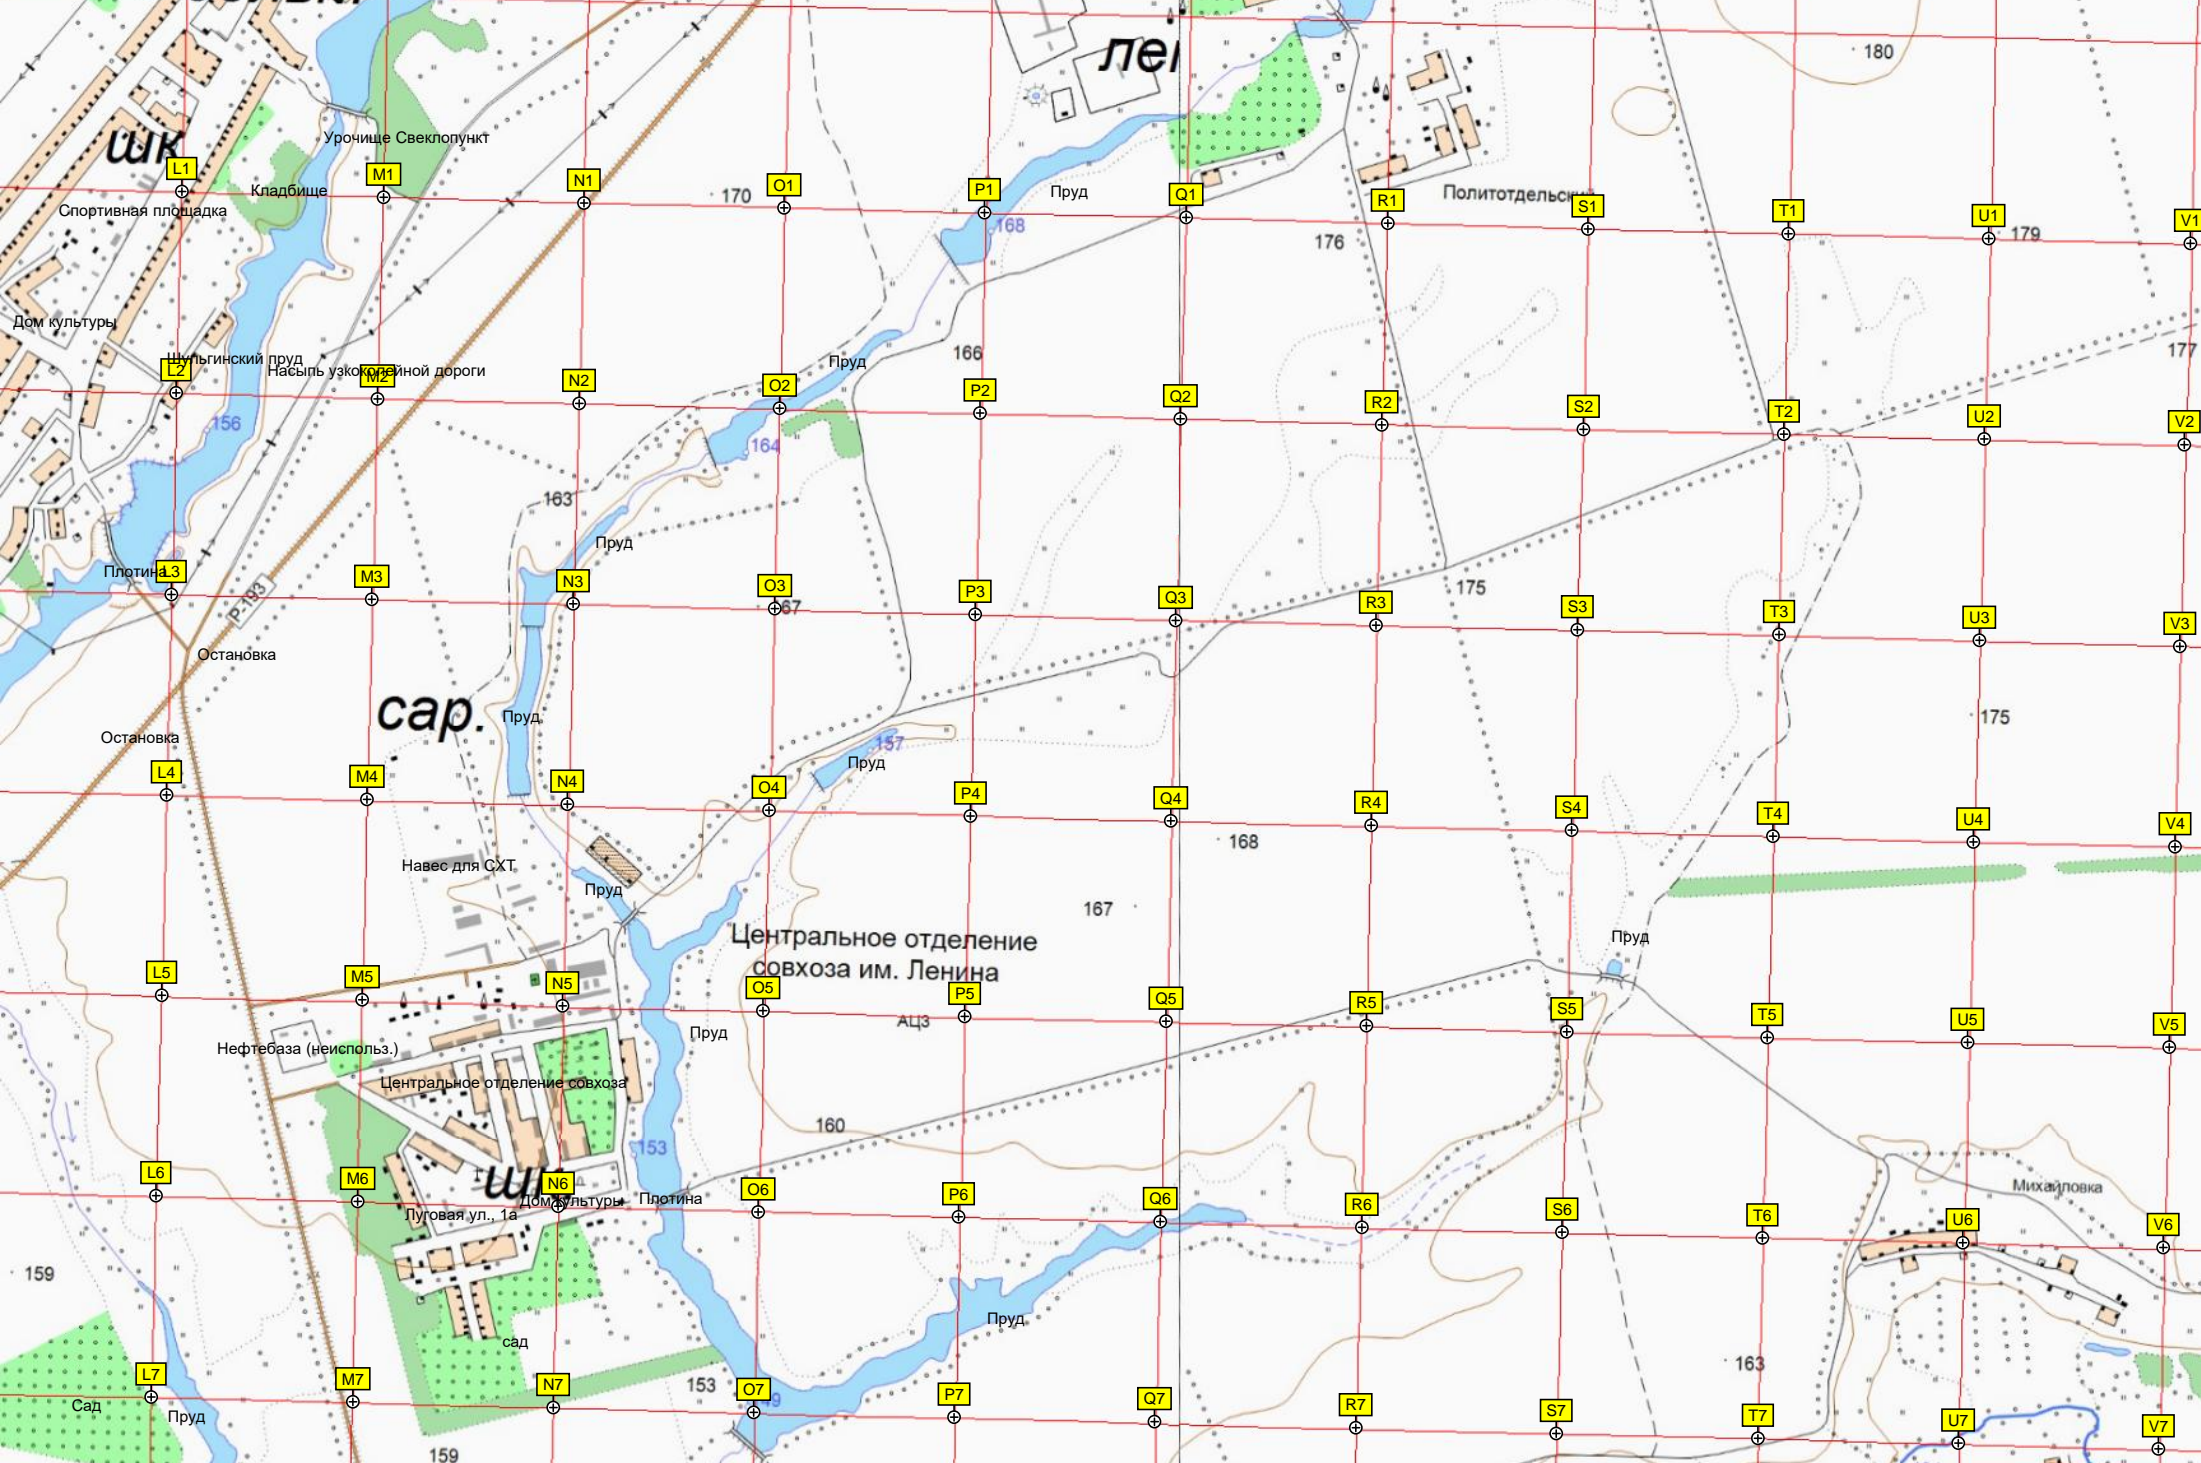 180
лег
шк
Урочище Свеклопункт
L1
M1
N1
O1
P1
Q1
R1
S1
T1
U1
V1
Кладбище
170
Пруд
Спортивная площадка
168
176
179
Дом культуры
Шульгинский пруд
Насыпь узкоколейной дороги
166
177
Пруд
L2
M2
N2
O2
P2
Q2
R2
S2
T2
U2
V2
156
164
163
Пруд
Плотина
L3
M3
N3
O3
P3
Q3
R3
S3
T3
U3
V3
Р-193
175
67
Остановка
сар.
Пруд
175
Остановка
157
Пруд
L4
M4
N4
O4
P4
Q4
R4
S4
T4
U4
V4
168
Навес для СХТ
Пруд
167
Центральное отделение
совхоза им. Ленина
Пруд
L5
M5
N5
O5
P5
Q5
R5
S5
T5
U5
V5
АЦЗ
Пруд
Нефтебаза (неиспольз.)
Центральное отделение совхоза
160
153
шк
L6
M6
N6
O6
P6
Q6
R6
S6
T6
U6
V6
Михайловка
Дом культуры
Плотина
Луговая ул., 1а
159
Пруд
сад
163
153
L7
M7
N7
O7
P7
Q7
R7
S7
T7
U7
V7
Сад
Пруд
159